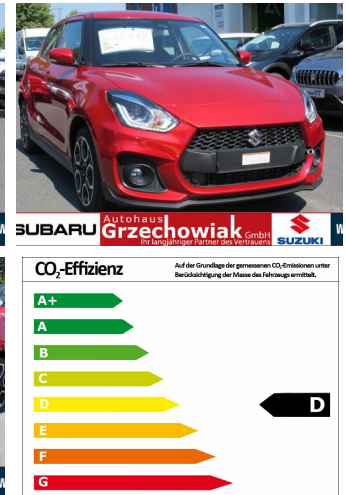 SUBARU
Autohaus
Grzechowiak GmbH
Ihr langjähriger Partner des Vertrauens
SUZUKI
CO₂-Effizienz
Auf der Grundlage der gemessenen CO₂-Emissionen unter
Berücksichtigung der Masse des Fahrzeugs ermittelt.
A+
A
B
C
D
D
E
F
G